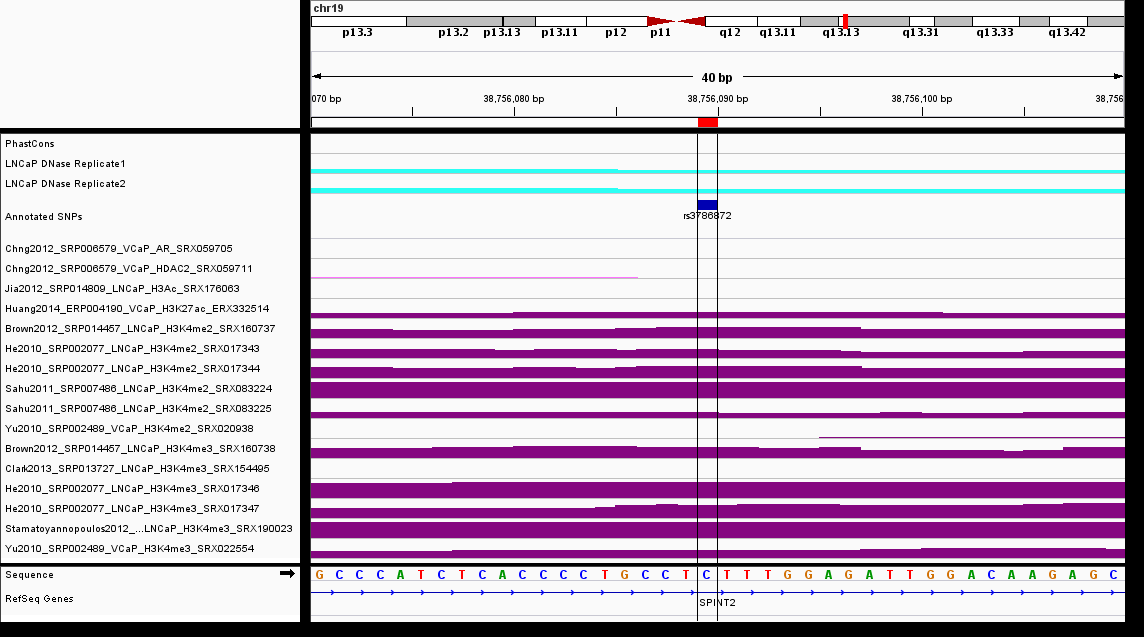 chr19
p13.3 p13.2 p13.13 p13.11 p12 p11 q12 q13.11 q13.13 q13.31 q13.33 q13.42
40 bp
070 bp 38,756,080 bp 38,756,090 bp 38,756,100 bp 38,756
PhastCons
LNCaP DNase Replicate1
LNCaP DNase Replicate2
Annotated SNPs
rs3786872
Chng2012_SRP006579_VCaP_AR_SRX059705
Chng2012_SRP006579_VCaP_HDAC2_SRX059711
Jia2012_SRP014809_LNCaP_H3Ac_SRX176063
Huang2014_ERP004190_VCaP_H3K27ac_ERX332514
Brown2012_SRP014457_LNCaP_H3K4me2_SRX160737
He2010_SRP002077_LNCaP_H3K4me2_SRX017343
He2010_SRP002077_LNCaP_H3K4me2_SRX017344
Sahu2011_SRP007486_LNCaP_H3K4me2_SRX083224
Sahu2011_SRP007486_LNCaP_H3K4me2_SRX083225
Yu2010_SRP002489_VCaP_H3K4me2_SRX020938
Brown2012_SRP014457_LNCaP_H3K4me3_SRX160738
Clark2013_SRP013727_LNCaP_H3K4me3_SRX154495
He2010_SRP002077_LNCaP_H3K4me3_SRX017346
He2010_SRP002077_LNCaP_H3K4me3_SRX017347
Stamatoyannopoulos2012_...LNCaP_H3K4me3_SRX190023
Yu2010_SRP002489_VCaP_H3K4me3_SRX022554
Sequence G C C C A T C T C A C C C C T G C C T C T T T G G A G A T T G G A C A A G A G C
RefSeq Genes
SPINT2